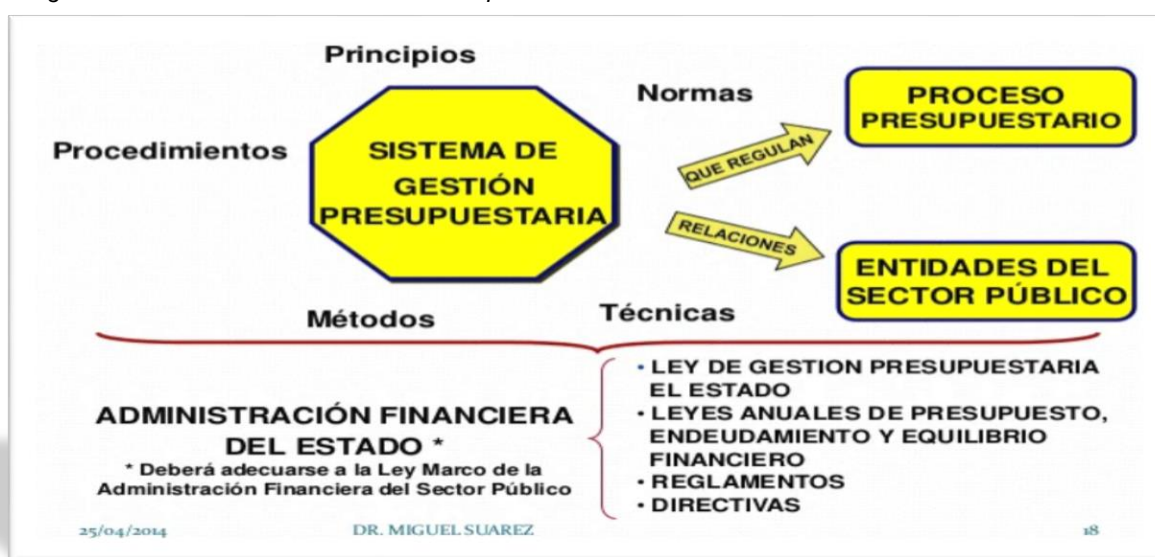 Principios
Normas
PROCESO
PRESUPUESTARIO
Procedimientos
SISTEMA DE
GESTIÓN
PRESUPUESTARIA
QUE REGULAN
RELACIONES
ENTIDADES DEL
SECTOR PÚBLICO
Métodos
Técnicas
ADMINISTRACIÓN FINANCIERA
DEL ESTADO *
* Deberá adecuarse a la Ley Marco de la
Administración Financiera del Sector Público
• LEY DE GESTION PRESUPUESTARIA
EL ESTADO
• LEYES ANUALES DE PRESUPUESTO,
ENDEUDAMIENTO Y EQUILIBRIO
FINANCIERO
• REGLAMENTOS
• DIRECTIVAS
25/04/2014
DR. MIGUEL SUAREZ
18